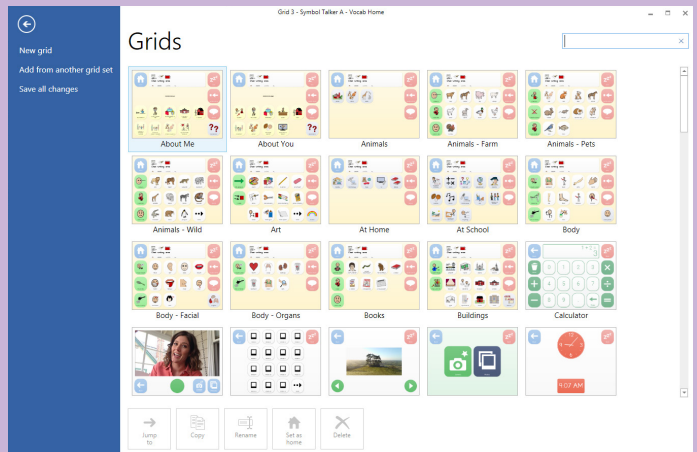 Grid 3 - Symbol Talker A - Vocab Home
New grid
Add from another grid set
Save all changes
Grids
About Me
About You
Animals
Animals - Farm
Animals - Pets
Animals - Wild
Art
At Home
At School
Body
Body - Facial
Body - Organs
Books
Buildings
Calculator
9:07 AM
Jump to
Copy
Rename
Set as home
Delete